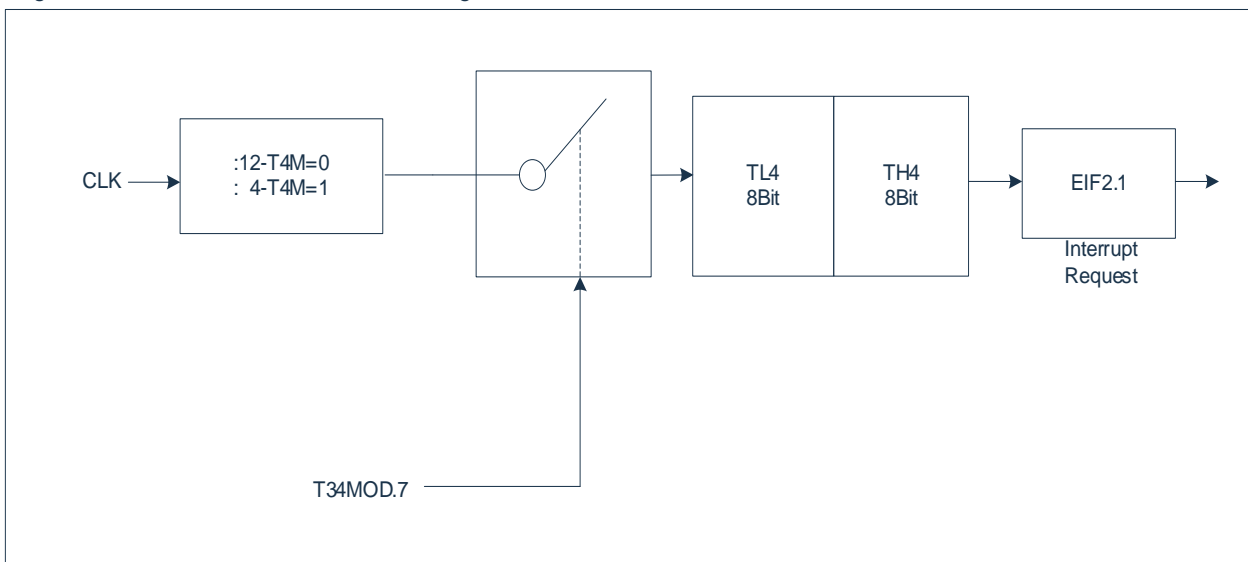 :12-T4M=0
: 4-T4M=1
CLK
TL4
8Bit
TH4
8Bit
EIF2.1
Interrupt
Request
T34MOD.7